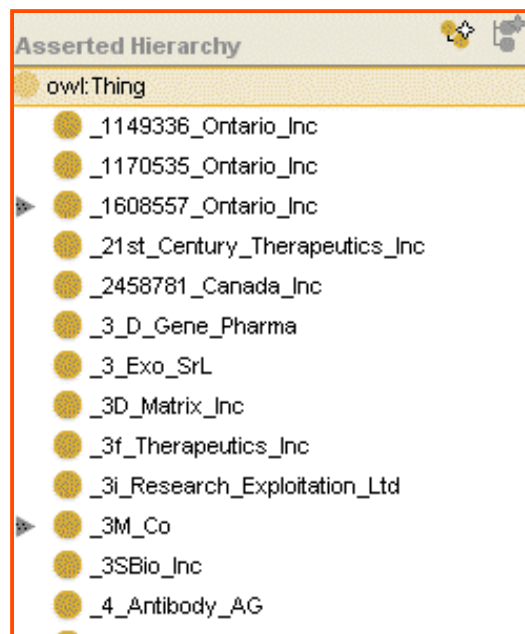 Asserted Hierarchy
owl:Thing
_1149336_Ontario_Inc
_1170535_Ontario_Inc
_1608557_Ontario_Inc
_21st_Century_Therapeutics_Inc
_2458781_Canada_Inc
_3_D_Gene_Pharma
_3_Exo_SrL
_3D_Matrix_Inc
_3f_Therapeutics_Inc
_3i_Research_Exploitation_Ltd
_3M_Co
_3SBio_Inc
_4_Antibody_AG